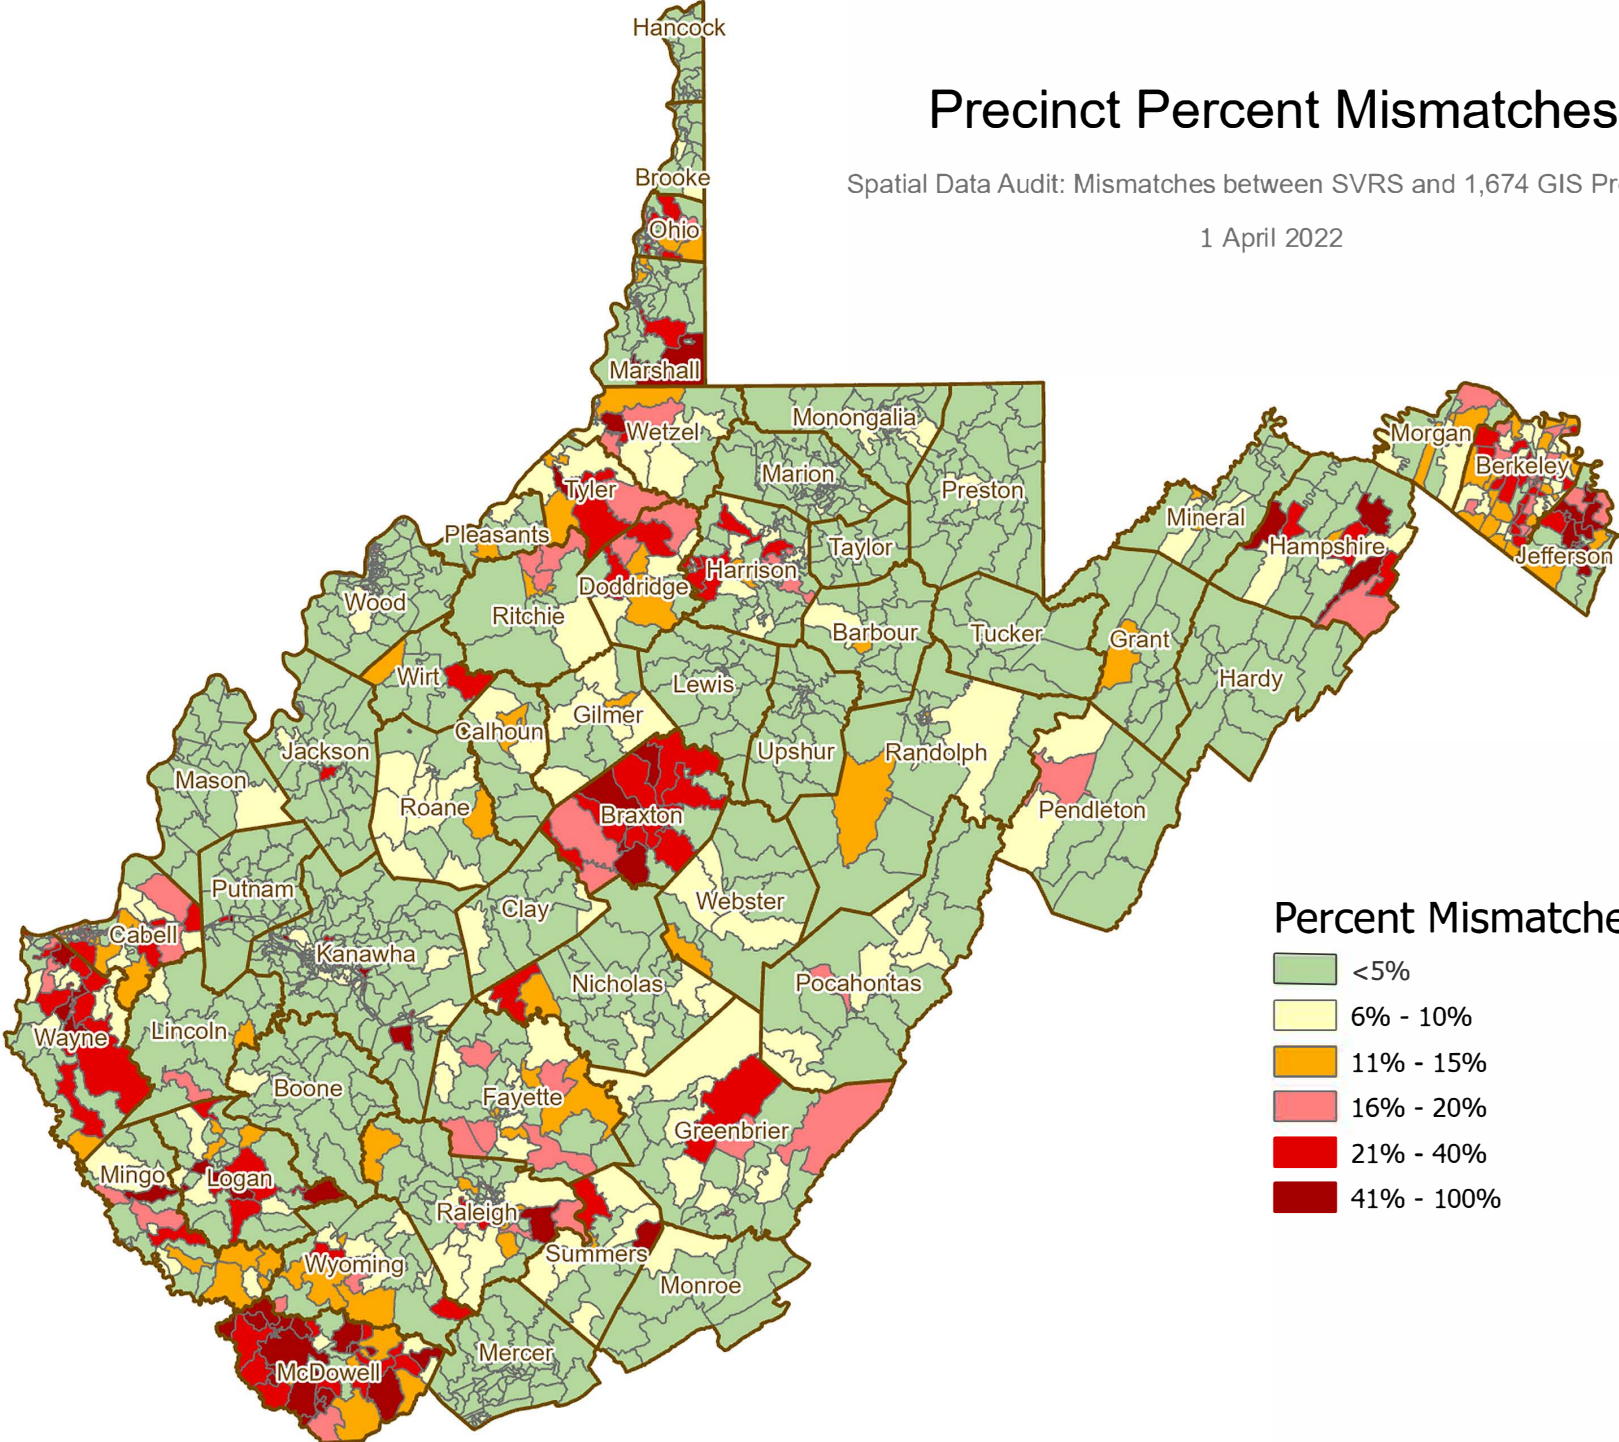 Hancock
Precinct Percent Mismatches
Brooke
Spatial Data Audit: Mismatches between SVRS and 1,674 GIS Pr
Ohio
1 April 2022
Marshall
Wetzel
Monongalia
Morgan
Marion
Berkeley
Tyler
Preston
Mineral
Pleasants
Taylor
Hampshire
Jefferson
Harrison
Doddridge
Wood
Ritchie
Barbour
Tucker
Grant
Wirt
Lewis
Hardy
Gilmer
Calhoun
Jackson
Upshur
Randolph
Mason
Roane
Braxton
Pendleton
Putnam
Webster
Clay
Percent Mismatche
Cabell
Kanawha
<5%
Nicholas
Pocahontas
6% - 10%
Wayne
Lincoln
11% - 15%
Boone
Fayette
16% - 20%
Greenbrier
21% - 40%
Mingo
Logan
41% - 100%
Raleigh
Summers
Wyoming
Monroe
Mercer
McDowell